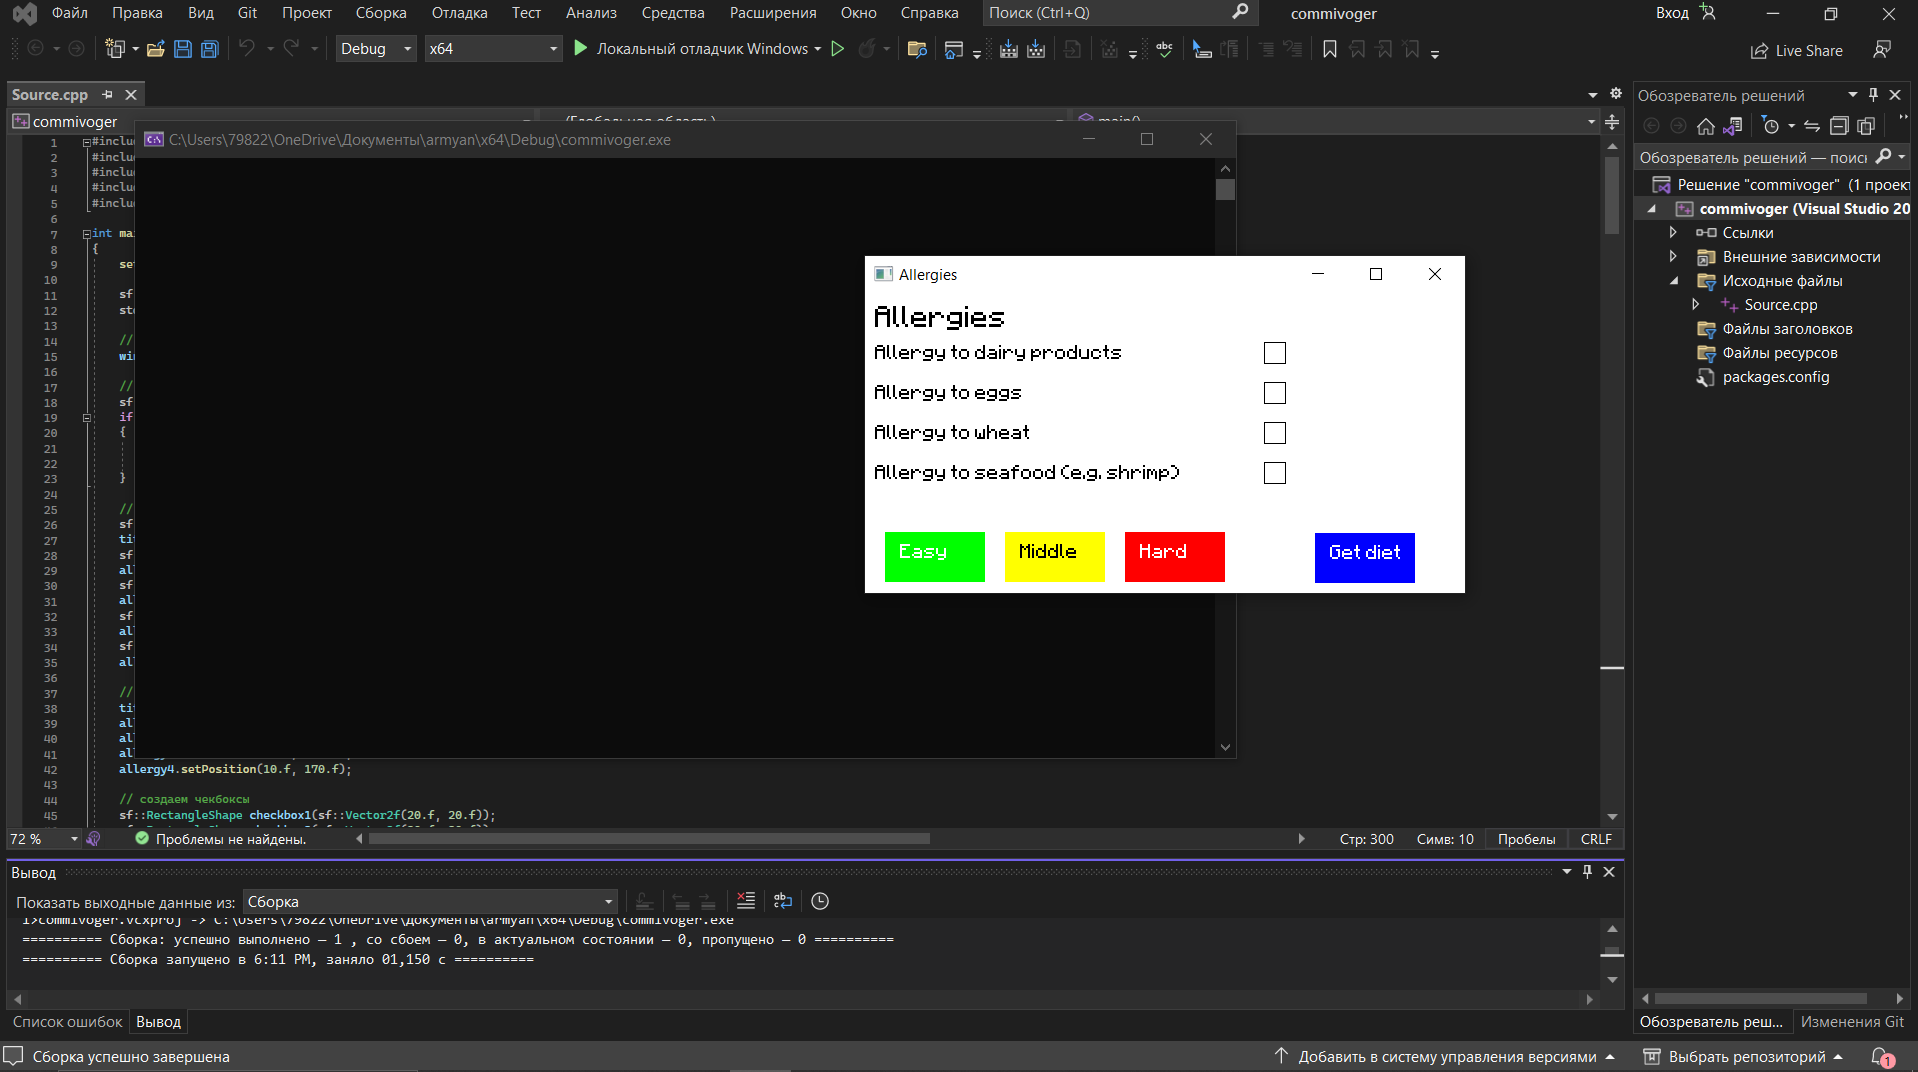 Файл Правка Вид Git Проект Сборка Отладка Тест Анализ Средства Расширения Окно Справка Поиск (Ctrl+Q) commivoger Вход
Debug x64 Локальный отладчик Windows Live Share
Source.cpp
commivoger (Глобальная область) main()
C:\Users\79822\OneDrive\Документы\armyan\x64\Debug\commivoger.exe
1 #inclu
2 #inclu
3 #inclu
4 #inclu
5 #inclu
6
7 int ma
8 {
9 se
10
11 sf
12 st
13
14 //
15 wi
16
17 //
18 sf
19 if
20 {
21
22
23 }
24
25 //
26 sf
27 ti
28 sf
29 al
30 sf
31 al
32 sf
33 al
34 sf
35 al
36
37 //
38 ti
39 al
40 al
41 al
42 allergy4.setPosition(10.f, 170.f);
43
44 // создаем чекбоксы
45 sf::RectangleShape checkbox1(sf::Vector2f(20.f, 20.f));
Allergies
Allergies
Allergy to dairy products
Allergy to eggs
Allergy to wheat
Allergy to seafood (e.g. shrimp)
Easy Middle Hard Get diet
72 % Проблемы не найдены. Стр: 300 Симв: 10 Пробелы CRLF
Вывод
Показать выходные данные из: Сборка
1>commivoger.vcxproj -> C:\Users\79822\OneDrive\Документы\armyan\x64\Debug\commivoger.exe
========== Сборка: успешно выполнено — 1 , со сбоем — 0, в актуальном состоянии — 0, пропущено — 0 ==========
========== Сборка запущено в 6:11 PM, заняло 01,150 с ==========
Список ошибок Вывод
Обозреватель решений
Обозреватель решений — поиск
Решение "commivoger" (1 проект
commivoger (Visual Studio 20
Ссылки
Внешние зависимости
Исходные файлы
Source.cpp
Файлы заголовков
Файлы ресурсов
packages.config
Обозреватель реш... Изменения Git
Сборка успешно завершена Добавить в систему управления версиями Выбрать репозиторий 1